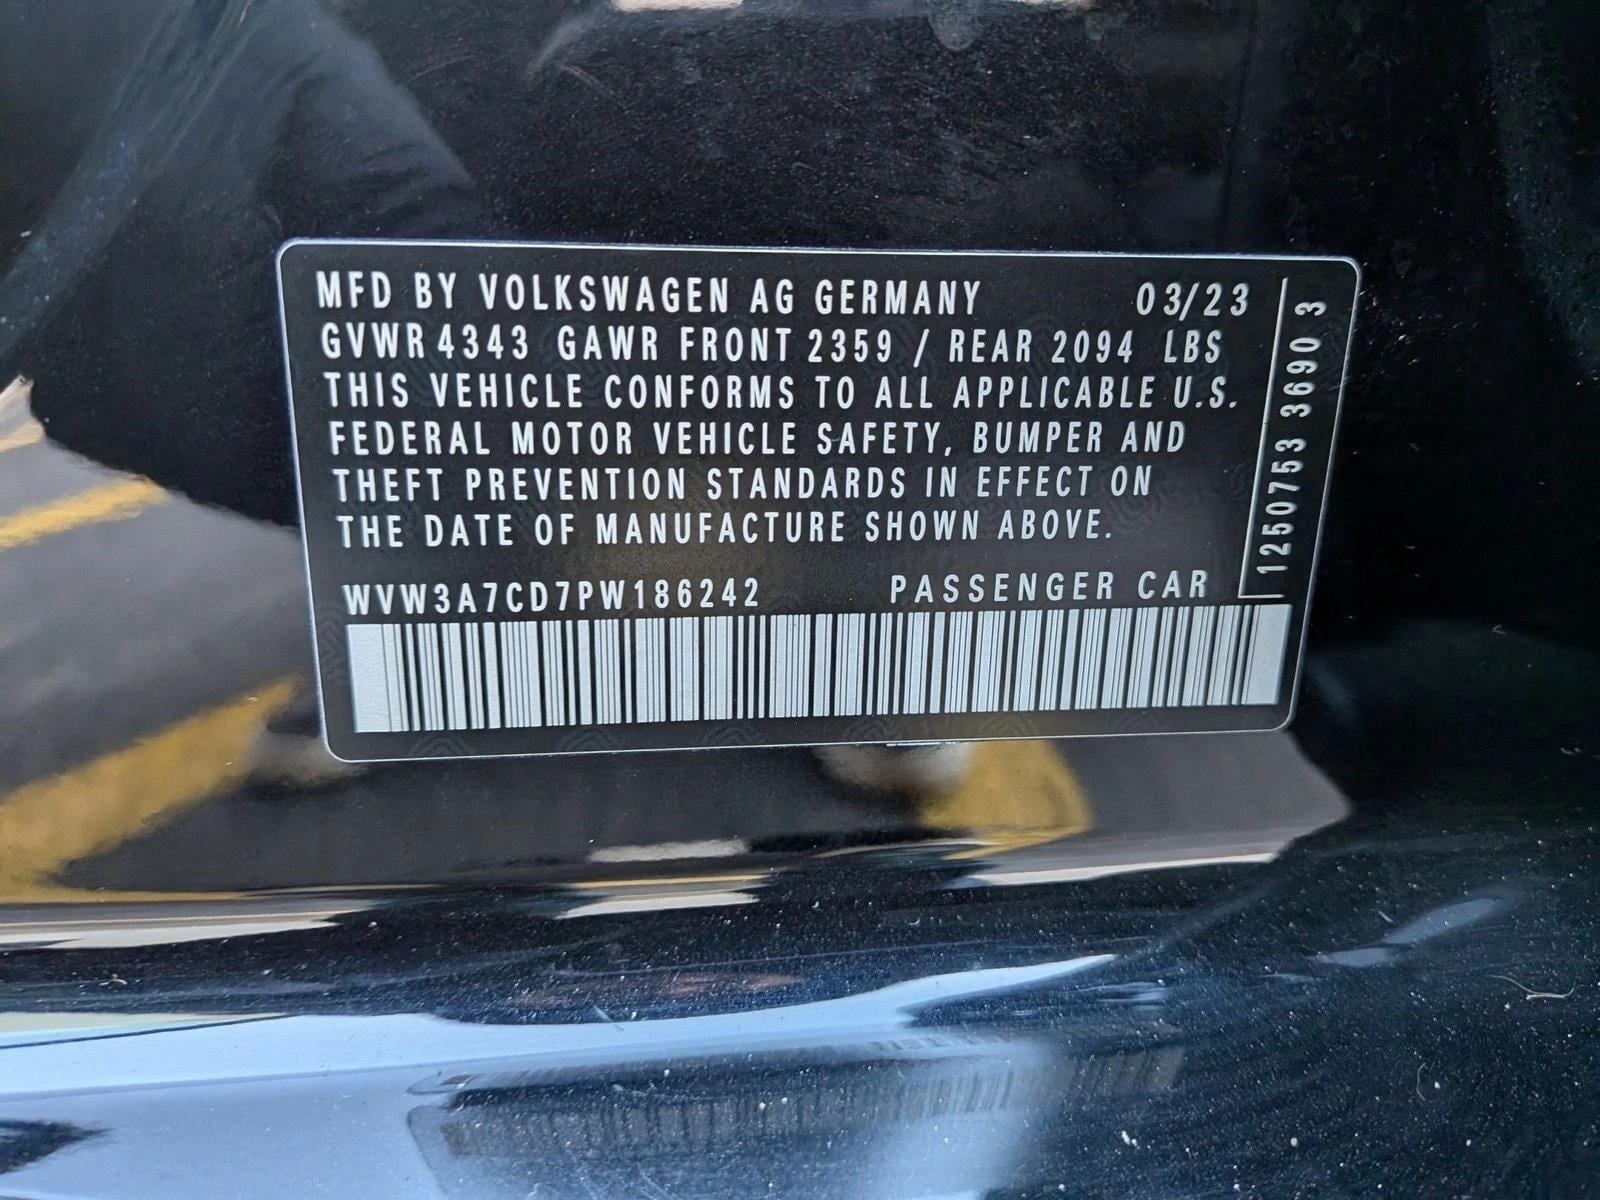 MFD BY VOLKSWAGEN AG GERMANY 03/23
GVWR 4343 GAWR FRONT 2359 / REAR 2094 LBS
THIS VEHICLE CONFORMS TO ALL APPLICABLE U.S.
FEDERAL MOTOR VEHICLE SAFETY, BUMPER AND
THEFT PREVENTION STANDARDS IN EFFECT ON
THE DATE OF MANUFACTURE SHOWN ABOVE.
WVW3A7CD7PW186242 PASSENGER CAR
1250753 3690 3